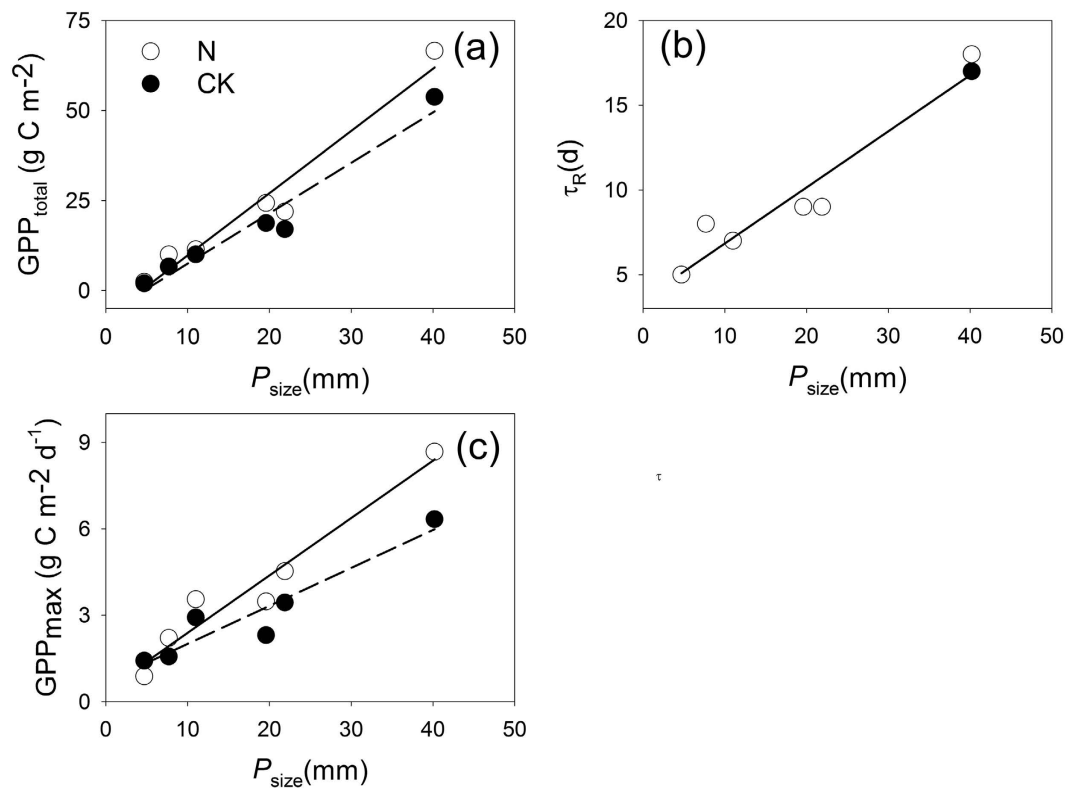 75
50
25
0
GPPtotal (g C m-2)
N
CK
(a)
0 10 20 30 40 50
Psize(mm)
20
15
10
5
τR(d)
(b)
0 10 20 30 40 50
Psize(mm)
9
6
3
0
GPPmax (g C m-2 d-1)
(c)
0 10 20 30 40 50
Psize(mm)
τ